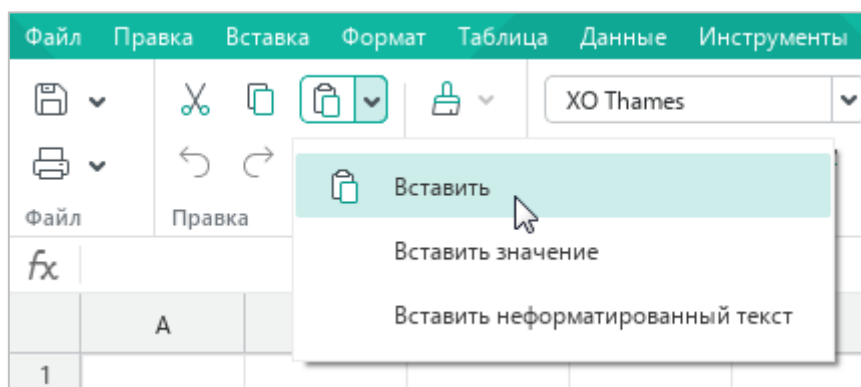 Файл Правка Вставка Формат Таблица Данные Инструменты
XO Thames
Вставить
Файл Правка
Вставить значение
fx
Вставить неформатированный текст
A
1